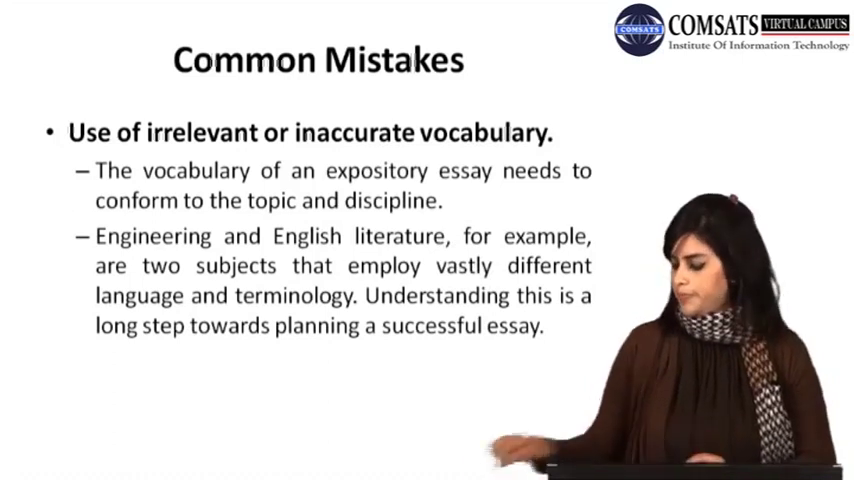 COMSATS
COMSATS VIRTUAL CAMPUS
Institute Of Information Technology
Common Mistakes
• Use of irrelevant or inaccurate vocabulary.
– The vocabulary of an expository essay needs to
conform to the topic and discipline.
– Engineering and English literature, for example,
are two subjects that employ vastly different
language and terminology. Understanding this is a
long step towards planning a successful essay.